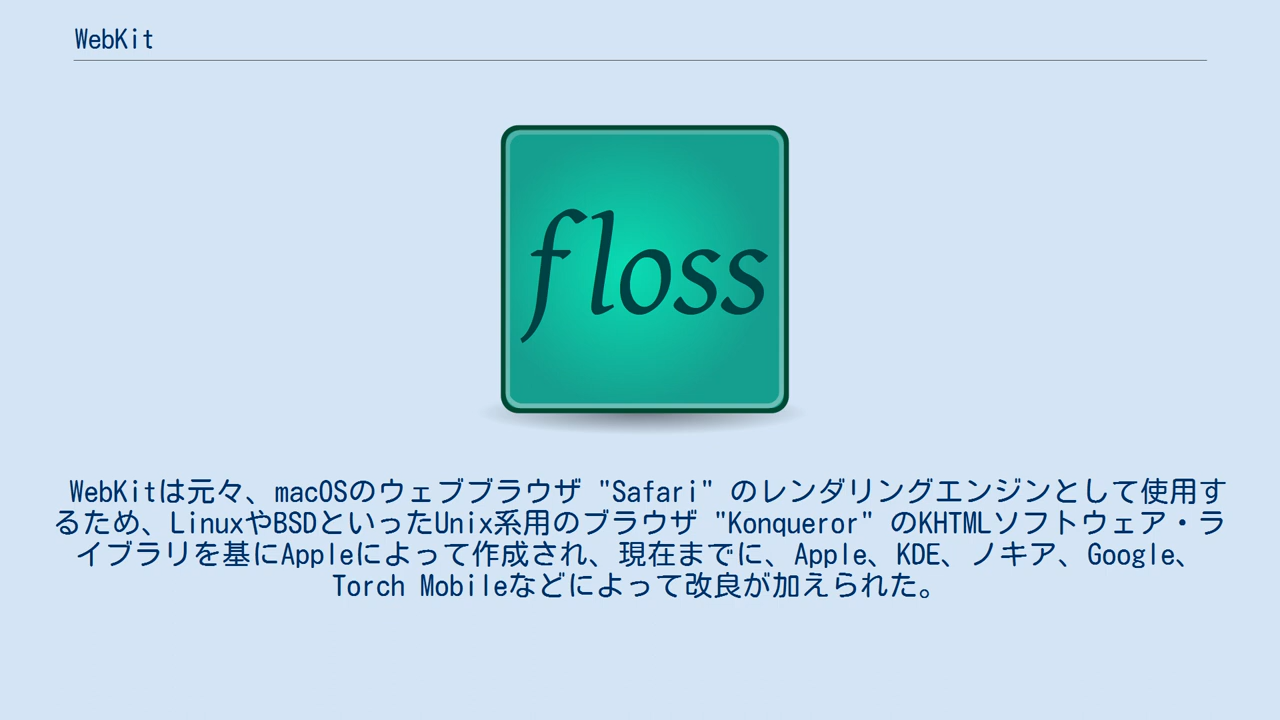 WebKit
floss
WebKitは元々、macOSのウェブブラウザ "Safari" のレンダリングエンジンとして使用す
るため、LinuxやBSDといったUnix系用のブラウザ "Konqueror" のKHTMLソフトウェア・ラ
イブラリを基にAppleによって作成され、現在までに、Apple、KDE、ノキア、Google、
Torch Mobileなどによって改良が加えられた。